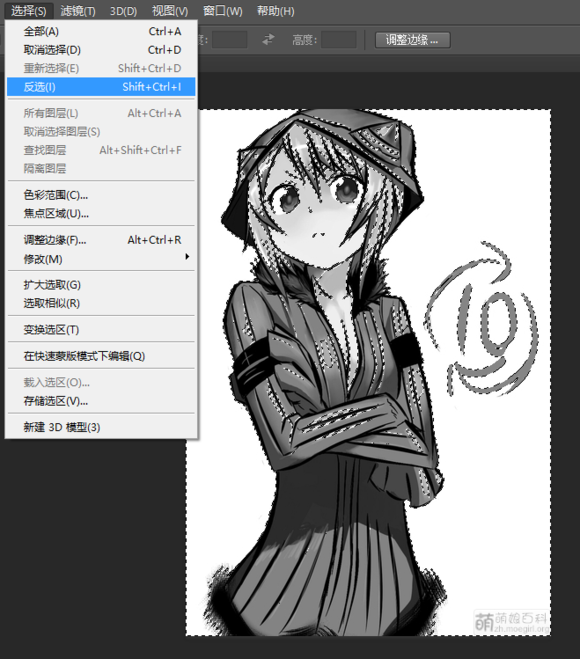 选择(S) 滤镜(T) 3D(D) 视图(V) 窗口(W) 帮助(H)
度: 高度: 调整边缘...
全部(A) Ctrl+A
取消选择(D) Ctrl+D
重新选择(E) Shift+Ctrl+D
反选(I) Shift+Ctrl+I
所有图层(L) Alt+Ctrl+A
取消选择图层(S)
查找图层 Alt+Shift+Ctrl+F
隔离图层
色彩范围(C)...
焦点区域(U)...
调整边缘(F)... Alt+Ctrl+R
修改(M)
扩大选取(G)
选取相似(R)
变换选区(T)
在快速蒙版模式下编辑(Q)
载入选区(O)...
存储选区(V)...
新建 3D 模型(3)
10
萌 萌娘百科
zh.moegirl.org